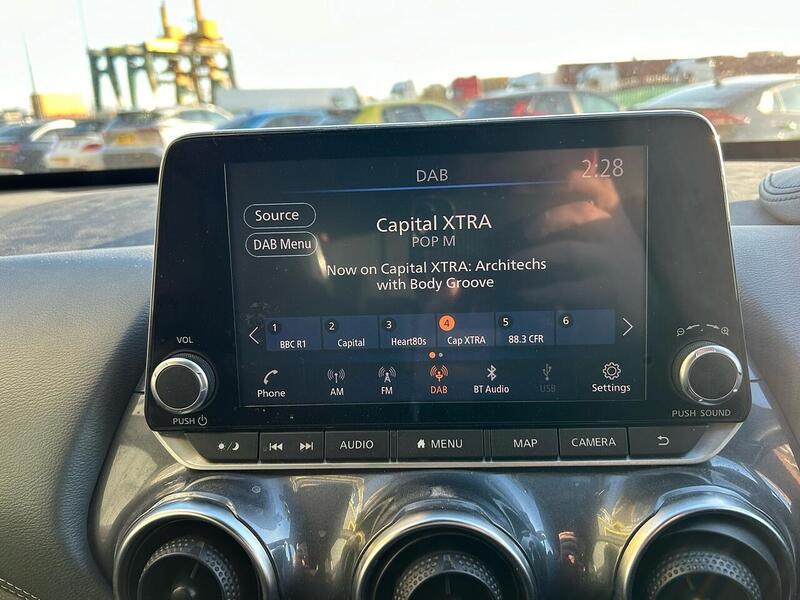 DAB
2:28
Source
Capital XTRA
DAB Menu
POP M
Now on Capital XTRA: Architechs
with Body Groove
1 2 3 4 5 6
BBC R1 Capital Heart80s Cap XTRA 88.3 CFR
Phone AM FM DAB BT Audio USB Settings
VOL
PUSH
PUSH SOUND
AUDIO MENU MAP CAMERA